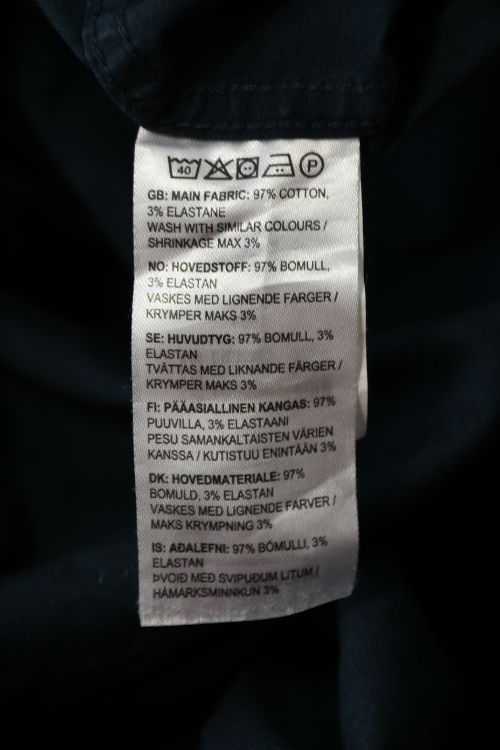 40 P
GB: MAIN FABRIC: 97% COTTON,
3% ELASTANE
WASH WITH SIMILAR COLOURS /
SHRINKAGE MAX 3%
NO: HOVEDSTOFF: 97% BOMULL,
3% ELASTAN
VASKES MED LIGNENDE FARGER /
KRYMPER MAKS 3%
SE: HUVUDTYG: 97% BOMULL, 3%
ELASTAN
TVÄTTAS MED LIKNANDE FÄRGER /
KRYMPER MAKS 3%
FI: PÄÄASIALLINEN KANGAS: 97%
PUUVILLA, 3% ELASTAANI
PESU SAMANKALTAISTEN VÄRIEN
KANSSA / KUTISTUU ENINTÄÄN 3%
DK: HOVEDMATERIALE: 97%
BOMULD, 3% ELASTAN
VASKES MED LIGNENDE FARVER /
MAKS KRYMPNING 3%
IS: AÐALEFNI: 97% BÓMULLI, 3%
ELASTAN
ÞVOIÐ MEÐ SVIPUÐUM LITUM /
HÁMARKSMINNKUN 3%